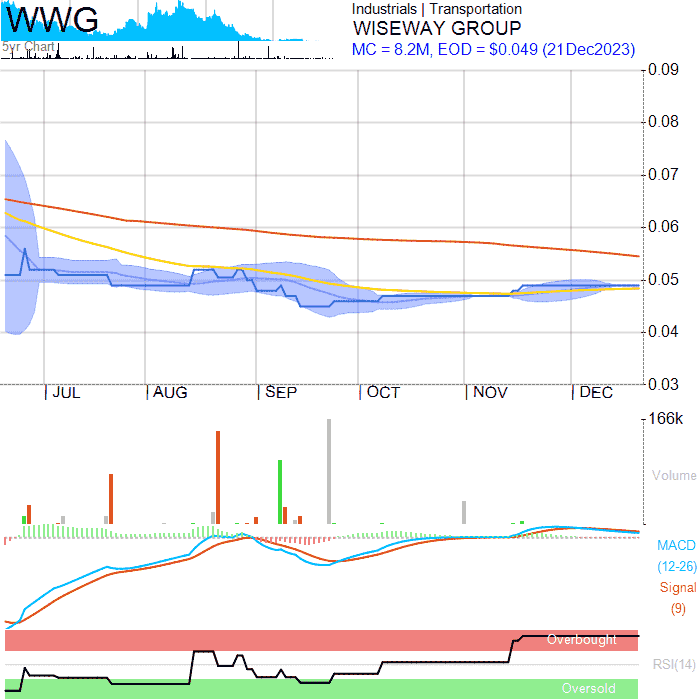 WWG
5yr Chart
Industrials | Transportation
WISEWAY GROUP
MC = 8.2M, EOD = $0.049 (21Dec2023)
0.09
0.08
0.07
0.06
0.05
0.04
0.03
JUL AUG SEP OCT NOV DEC
166k
Volume
MACD
(12-26)
Signal
(9)
Overbought
RSI(14)
Oversold